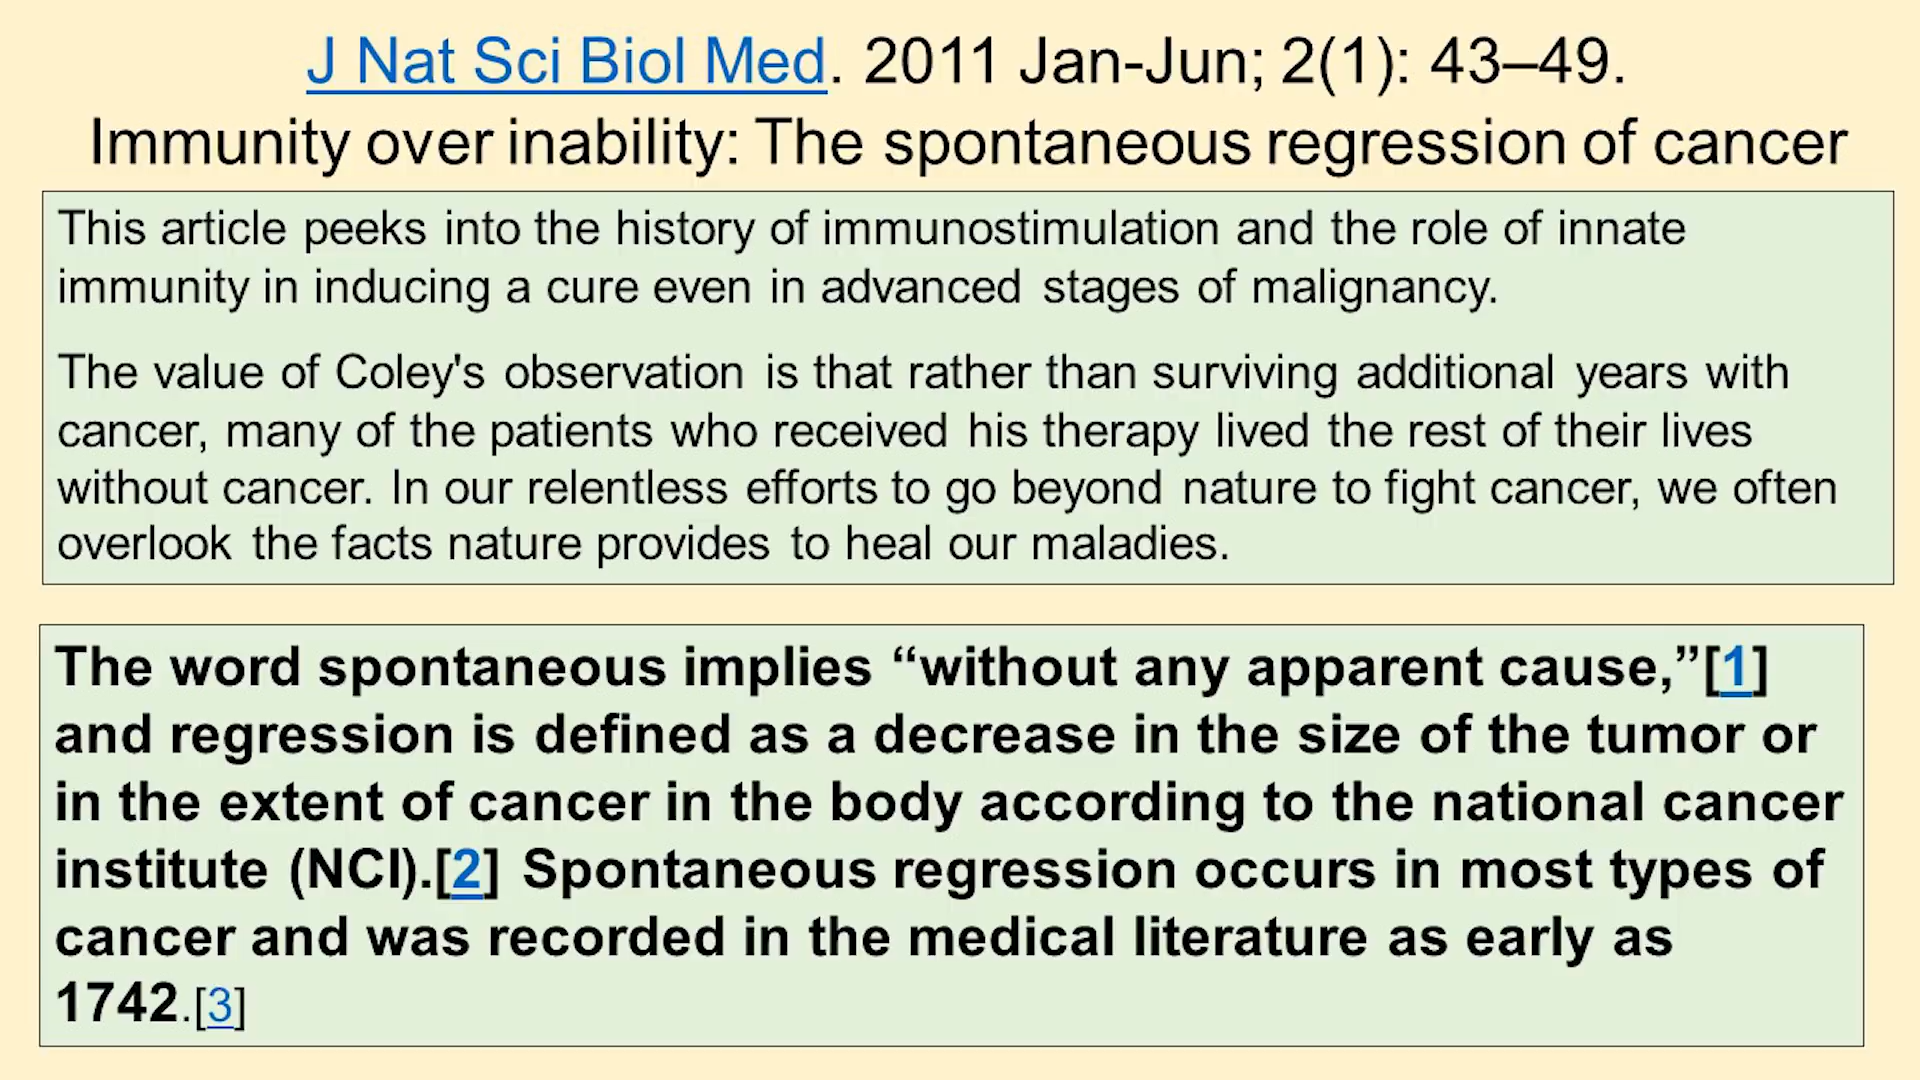 J Nat Sci Biol Med. 2011 Jan-Jun; 2(1): 43–49.
Immunity over inability: The spontaneous regression of cancer
This article peeks into the history of immunostimulation and the role of innate
immunity in inducing a cure even in advanced stages of malignancy.
The value of Coley's observation is that rather than surviving additional years with
cancer, many of the patients who received his therapy lived the rest of their lives
without cancer. In our relentless efforts to go beyond nature to fight cancer, we often
overlook the facts nature provides to heal our maladies.
The word spontaneous implies “without any apparent cause,”[1]
and regression is defined as a decrease in the size of the tumor or
in the extent of cancer in the body according to the national cancer
institute (NCI).[2] Spontaneous regression occurs in most types of
cancer and was recorded in the medical literature as early as
1742.[3]